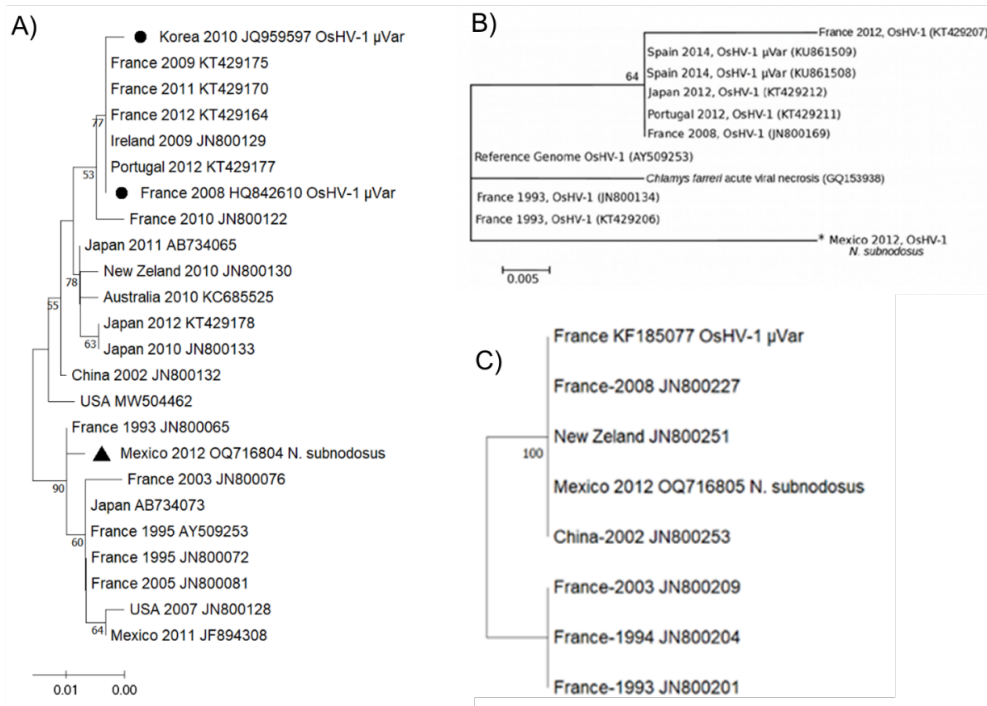 A)
Korea 2010 JQ959597 OsHV-1 µVar
France 2009 KT429175
France 2011 KT429170
France 2012 KT429164
77
Ireland 2009 JN800129
Portugal 2012 KT429177
53
France 2008 HQ842610 OsHV-1 µVar
France 2010 JN800122
Japan 2011 AB734065
New Zeland 2010 JN800130
78
Australia 2010 KC685525
55
Japan 2012 KT429178
63
Japan 2010 JN800133
China 2002 JN800132
USA MW504462
France 1993 JN800065
Mexico 2012 OQ716804 N. subnodosus
90
France 2003 JN800076
Japan AB734073
France 1995 AY509253
60
France 1995 JN800072
France 2005 JN800081
USA 2007 JN800128
64
Mexico 2011 JF894308
0.01 0.00
B)
France 2012, OsHV-1 (KT429207)
Spain 2014, OsHV-1 µVar (KU861509)
64
Spain 2014, OsHV-1 µVar (KU861508)
Japan 2012, OsHV-1 (KT429212)
Portugal 2012, OsHV-1 (KT429211)
France 2008, OsHV-1 (JN800169)
Reference Genome OsHV-1 (AY509253)
Chlamys farreri acute viral necrosis (GQ153938)
France 1993, OsHV-1 (JN800134)
France 1993, OsHV-1 (KT429206)
* Mexico 2012, OsHV-1
N. subnodosus
0.005
C)
France KF185077 OsHV-1 µVar
France-2008 JN800227
New Zeland JN800251
100
Mexico 2012 OQ716805 N. subnodosus
China-2002 JN800253
France-2003 JN800209
France-1994 JN800204
France-1993 JN800201